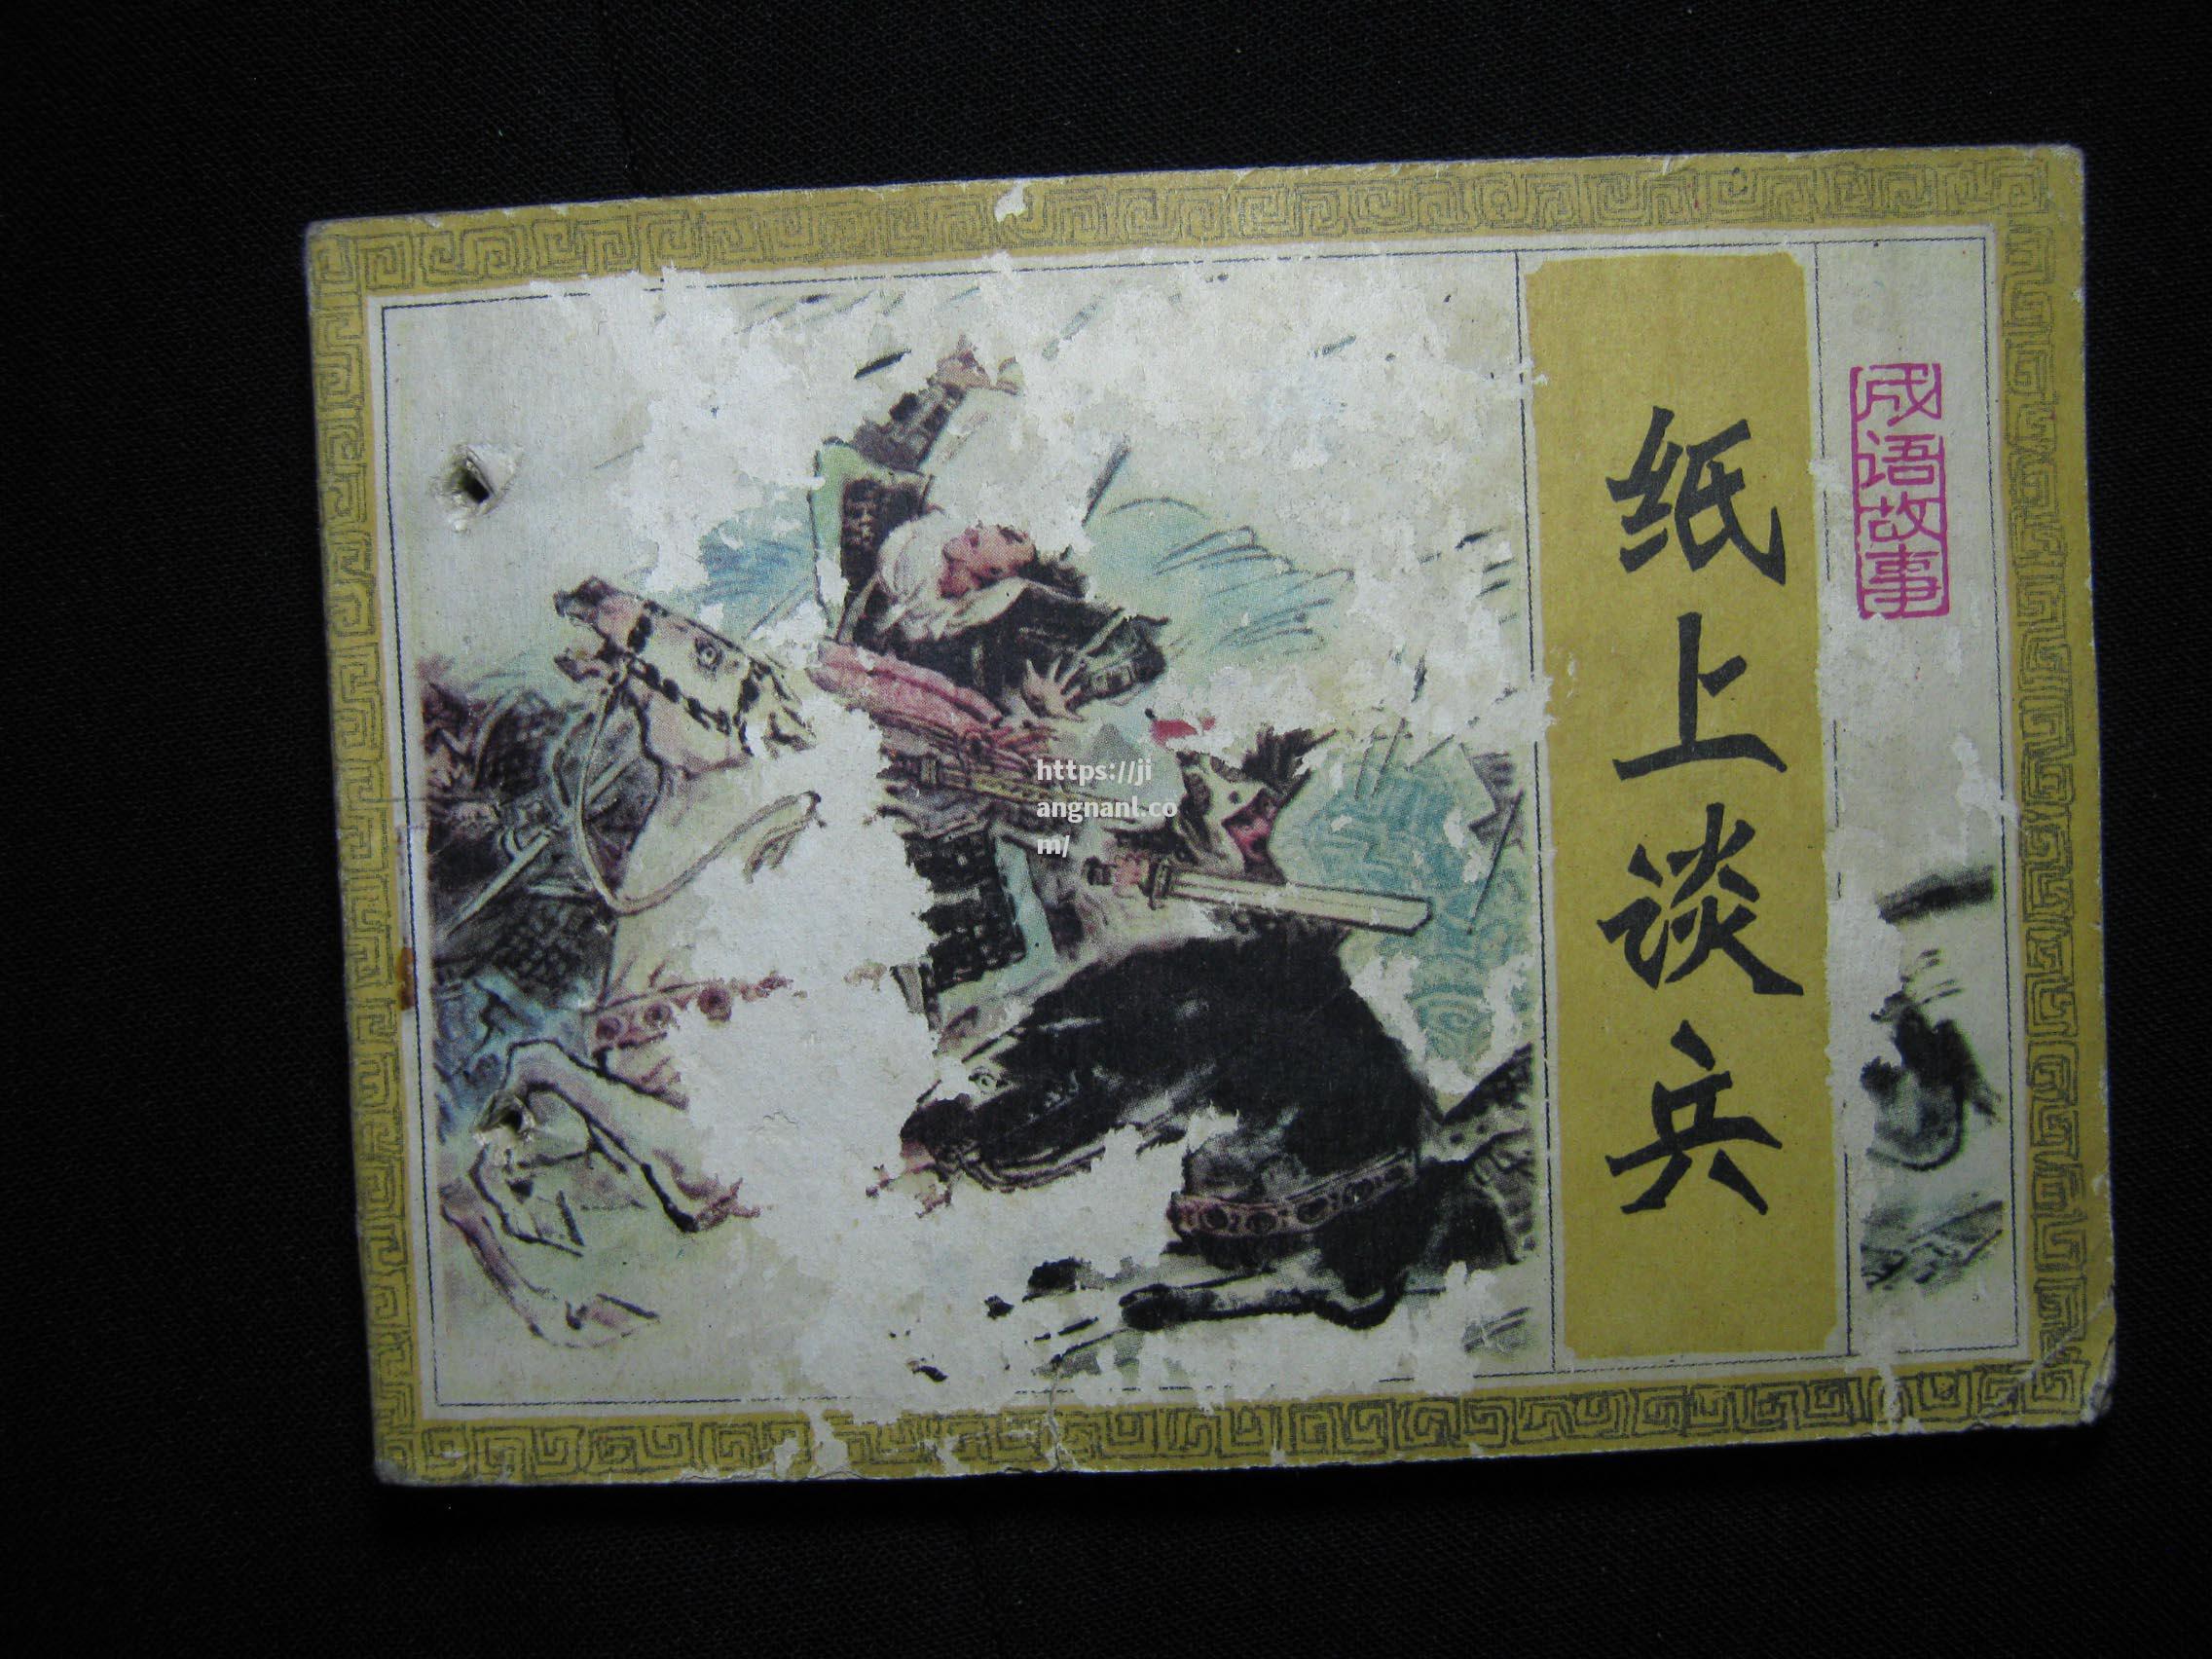 成语故事
纸上谈兵
https://ji
angnanl.co
m/